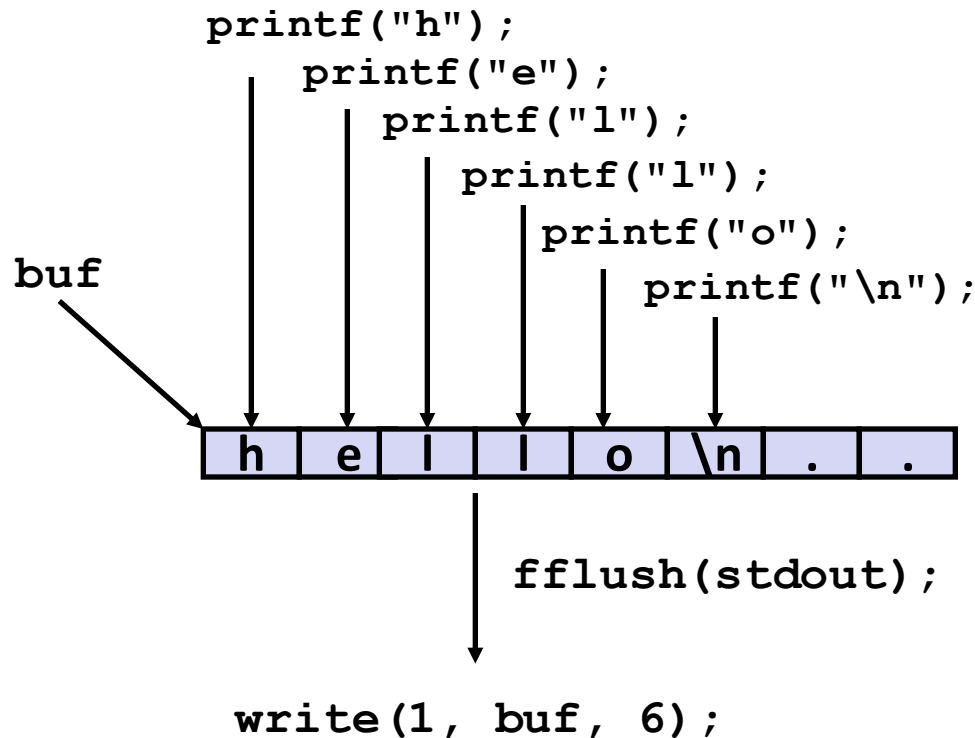 printf("h");
printf("e");
printf("l");
printf("l");
printf("o");
printf("\n");
buf
h e l l o \n . .
fflush(stdout);
write(1, buf, 6);